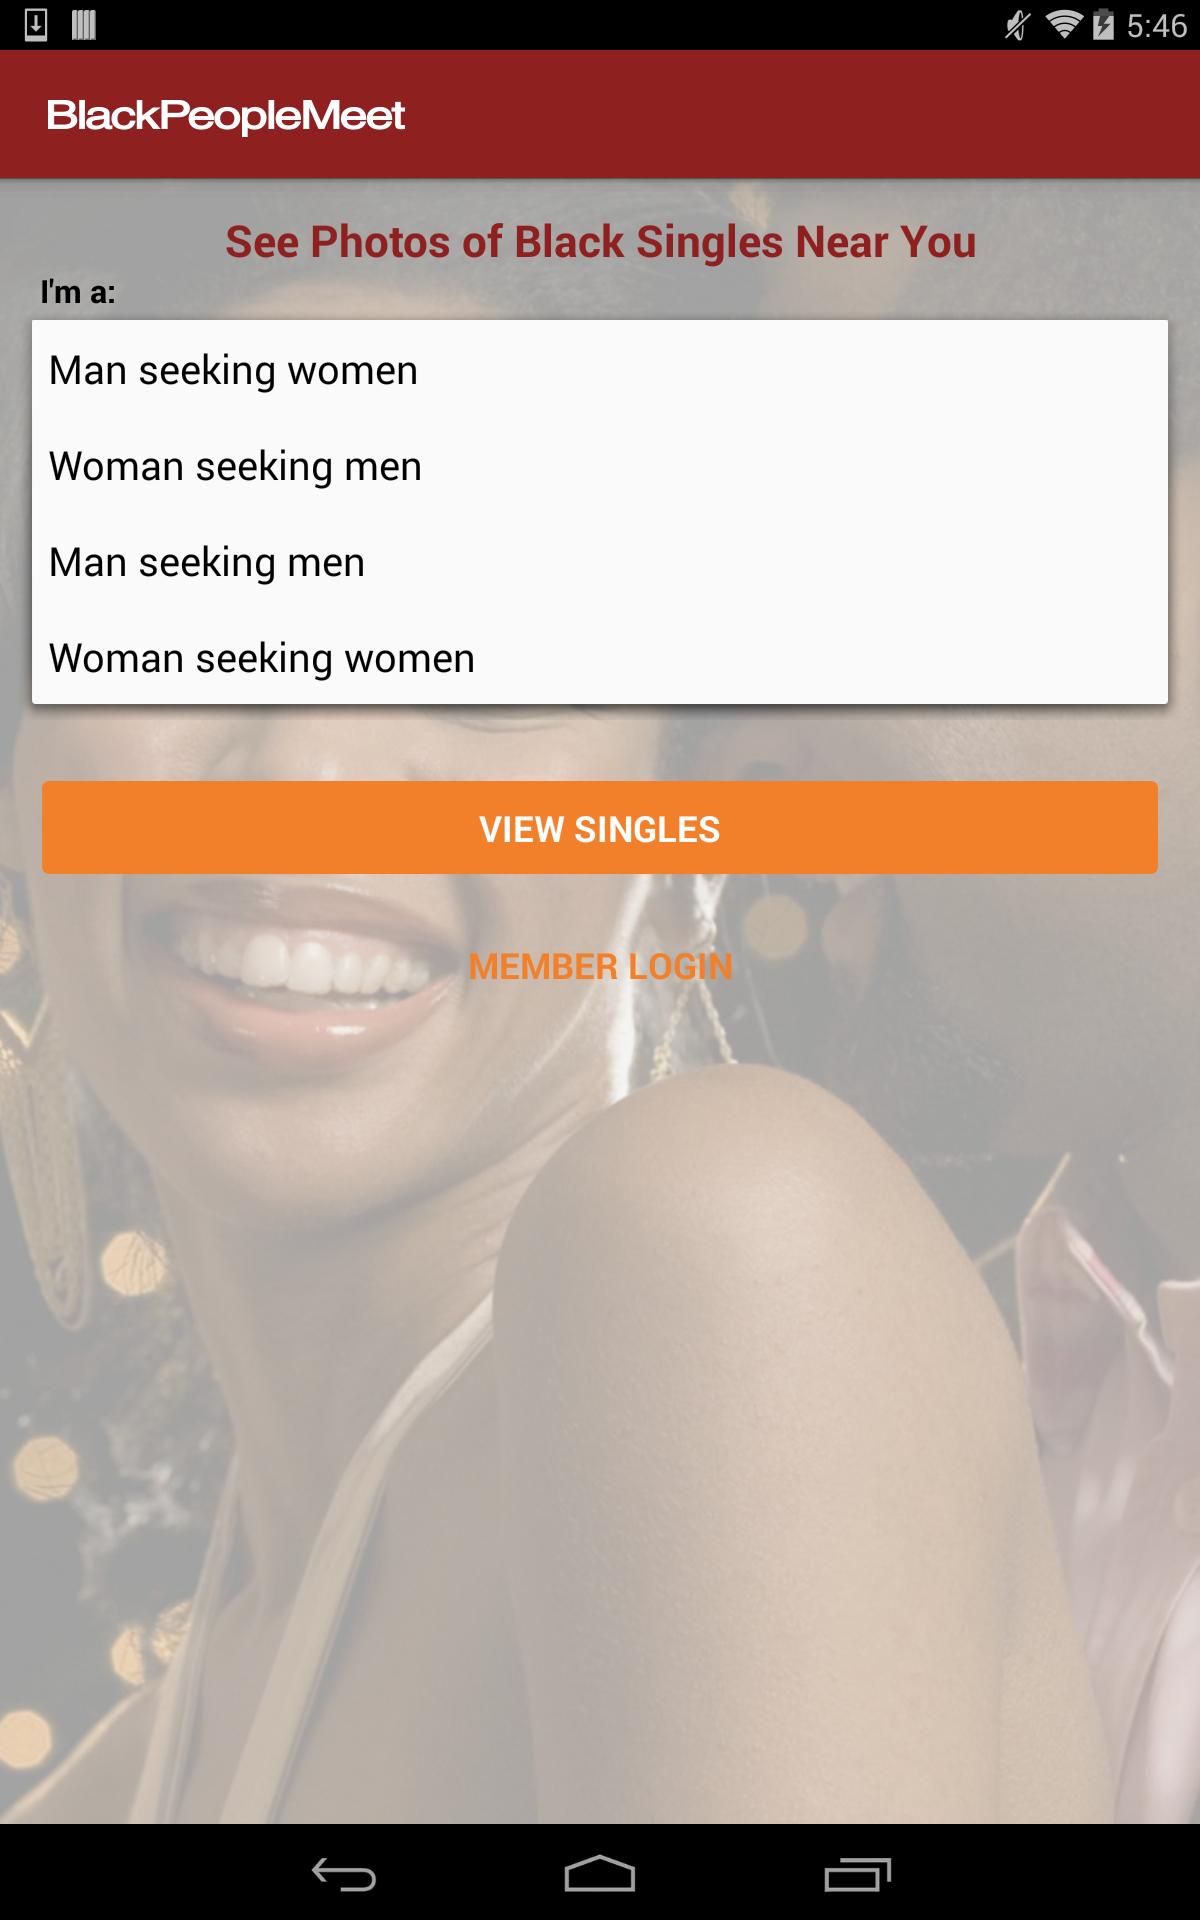 5:46
BlackPeopleMeet
See Photos of Black Singles Near You
I'm a:
Man seeking women
Woman seeking men
Man seeking men
Woman seeking women
VIEW SINGLES
MEMBER LOGIN